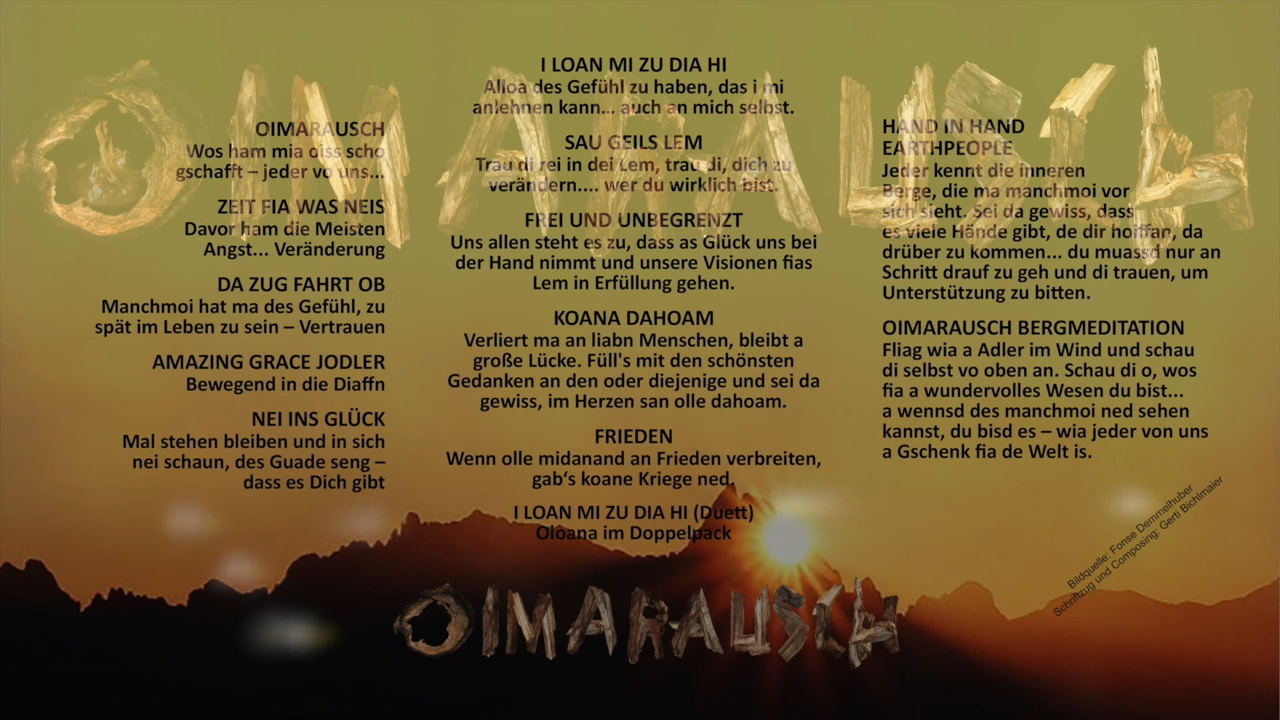 OIMARAUSCH
OIMARAUSCH
Wos ham mia oiss scho
gschafft – jeder vo uns...
ZEIT FIA WAS NEIS
Davor ham die Meisten
Angst... Veränderung
DA ZUG FAHRT OB
Manchmoi hat ma des Gefühl, zu
spät im Leben zu sein – Vertrauen
AMAZING GRACE JODLER
Bewegend in die Diaffn
NEI INS GLÜCK
Mal stehen bleiben und in sich
nei schaun, des Guade seng –
dass es Dich gibt
I LOAN MI ZU DIA HI
Alloa des Gefühl zu haben, das i mi
anlehnen kann... auch an mich selbst.
SAU GEILS LEM
Trau di rei in dei Lem, trau di, dich zu
verändern.... wer du wirklich bist.
FREI UND UNBEGRENZT
Uns allen steht es zu, dass as Glück uns bei
der Hand nimmt und unsere Visionen fias
Lem in Erfüllung gehen.
KOANA DAHOAM
Verliert ma an liabn Menschen, bleibt a
große Lücke. Füll's mit den schönsten
Gedanken an den oder diejenige und sei da
gewiss, im Herzen san olle dahoam.
FRIEDEN
Wenn olle midanand an Frieden verbreiten,
gab‘s koane Kriege ned.
I LOAN MI ZU DIA HI (Duett)
Oloana im Doppelpack
HAND IN HAND
EARTHPEOPLE
Jeder kennt die inneren
Berge, die ma manchmoi vor
sich sieht. Sei da gewiss, dass
es viele Hände gibt, de dir hoiffan, da
drüber zu kommen... du muassd nur an
Schritt drauf zu geh und di trauen, um
Unterstützung zu bitten.
OIMARAUSCH BERGMEDITATION
Fliag wia a Adler im Wind und schau
di selbst vo oben an. Schau di o, wos
fia a wundervolles Wesen du bist...
a wennsd des manchmoi ned sehen
kannst, du bisd es – wia jeder von uns
a Gschenk fia de Welt is.
Bildquelle: Fonse Demmelhuber
Schriftzug und Composing: Gerti Bichlmaier
OIMARAUSCH